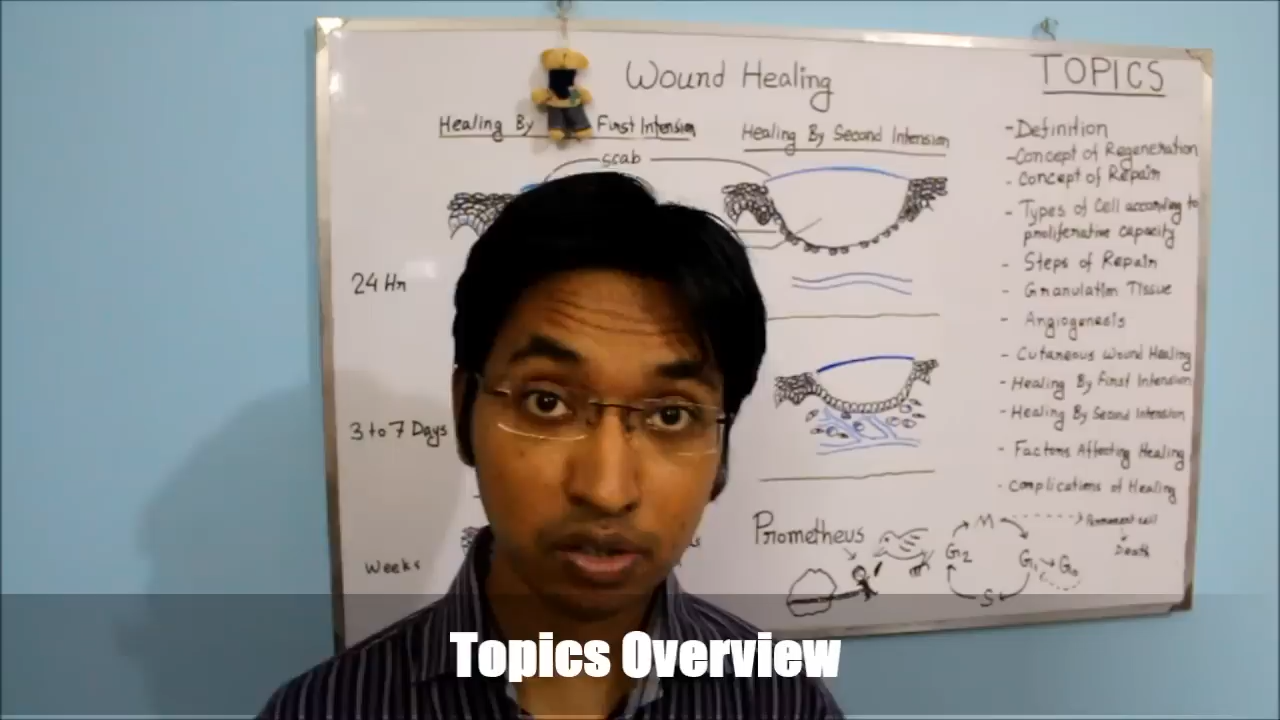 Wound Healing
TOPICS
Healing By First Intension
Healing By Second Intension
scab
24 Hr
3 to 7 Days
Weeks
-Definition
-Concept of Regeneration
- Concept of Repair
- Types of Cell according to
proliferative capacity
- Steps of Repair
- Granulation Tissue
- Angiogenesis
- Cutaneous Wound Healing
- Healing By First Intension
- Healing By Second Intension
- Factors Affecting Healing
- Complications of Healing
Prometheus
M
G2
G1
G0
S
Permanent cell
Death
Topics Overview